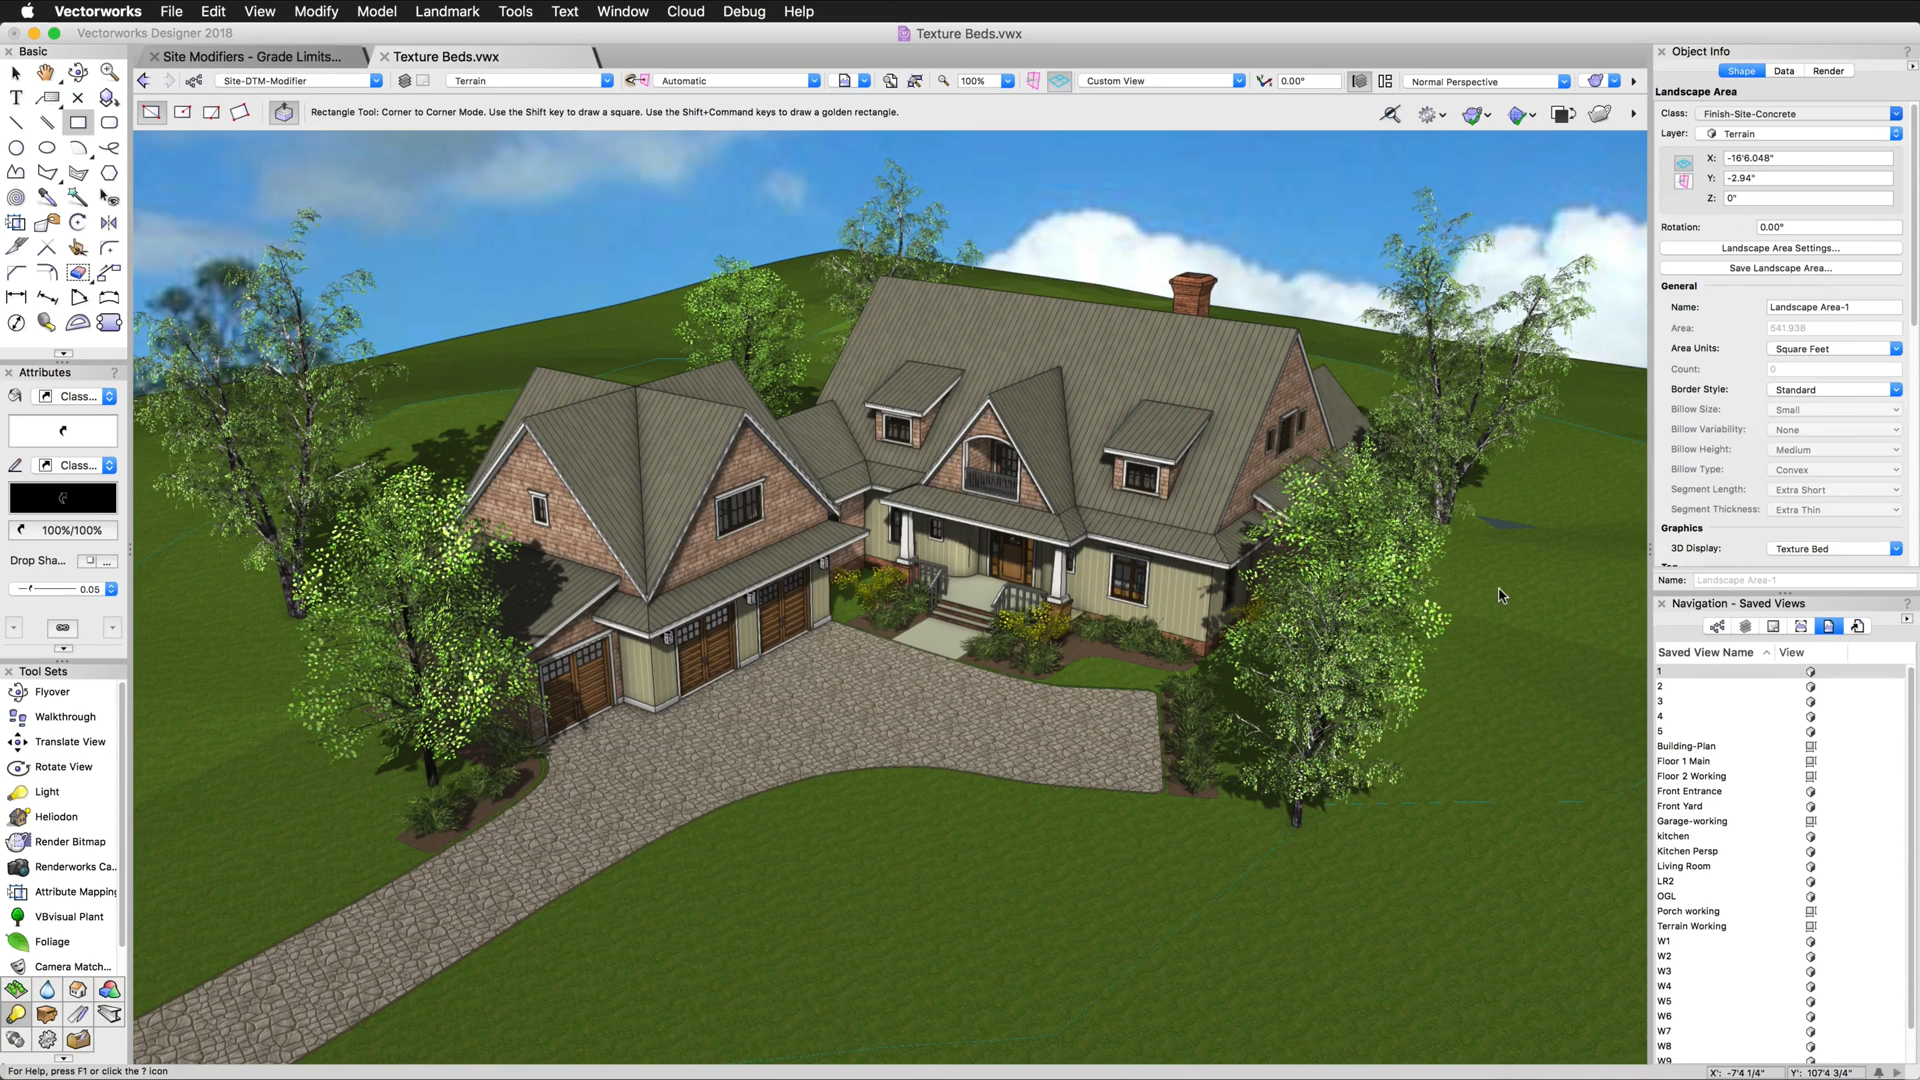 Vectorworks File Edit View Modify Model Landmark Tools Text Window Cloud Debug Help
Vectorworks Designer 2018
Texture Beds.vwx
Basic
Site Modifiers - Grade Limits...
Texture Beds.vwx
Site-DTM-Modifier
Terrain
Automatic
100%
Custom View
0.00°
Normal Perspective
Rectangle Tool: Corner to Corner Mode. Use the Shift key to draw a square. Use the Shift+Command keys to draw a golden rectangle.
Attributes ?
Class...
Class...
100%/100%
Drop Sha...
...
0.05
Tool Sets
Flyover
Walkthrough
Translate View
Rotate View
Light
Heliodon
Render Bitmap
Renderworks Ca...
Attribute Mapping
VBvisual Plant
Foliage
Camera Match...
For Help, press F1 or click the ? icon
Object Info ?
Shape Data Render
Landscape Area
Class: Finish-Site-Concrete
Layer: Terrain
X: -16'6.048"
Y: -2.94"
Z: 0"
Rotation: 0.00°
Landscape Area Settings...
Save Landscape Area...
General
Name: Landscape Area-1
Area: 541.938
Area Units: Square Feet
Count: 0
Border Style: Standard
Billow Size: Small
Billow Variability: None
Billow Height: Medium
Billow Type: Convex
Segment Length: Extra Short
Segment Thickness: Extra Thin
Graphics
3D Display: Texture Bed
Name: Landscape Area-1
Navigation - Saved Views ?
Saved View Name View
1
2
3
4
5
Building-Plan
Floor 1 Main
Floor 2 Working
Front Entrance
Front Yard
Garage-working
kitchen
Kitchen Persp
Living Room
LR2
OGL
Porch working
Terrain Working
W1
W2
W3
W4
W5
W6
W7
W8
W9
X': -7'4 1/4" Y': 107'4 3/4"